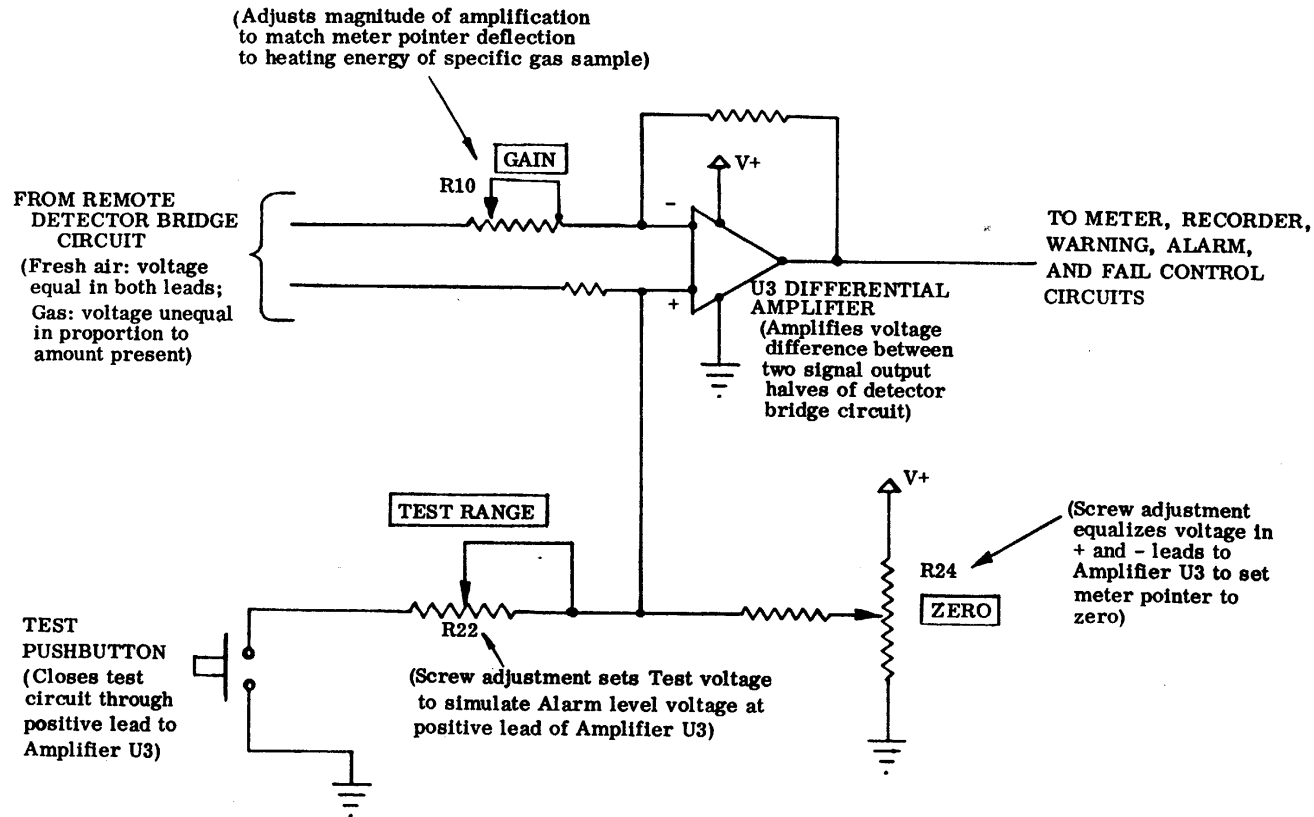 (Adjusts magnitude of amplification
to match meter pointer deflection
to heating energy of specific gas sample)
GAIN
R10
V+
FROM REMOTE
DETECTOR BRIDGE
CIRCUIT
(Fresh air: voltage
equal in both leads;
Gas: voltage unequal
in proportion to
amount present)
-
+
TO METER, RECORDER,
WARNING, ALARM,
AND FAIL CONTROL
CIRCUITS
U3 DIFFERENTIAL
AMPLIFIER
(Amplifies voltage
difference between
two signal output
halves of detector
bridge circuit)
TEST RANGE
R22
(Screw adjustment sets Test voltage
to simulate Alarm level voltage at
positive lead of Amplifier U3)
V+
R24
ZERO
(Screw adjustment
equalizes voltage in
+ and - leads to
Amplifier U3 to set
meter pointer to
zero)
TEST
PUSHBUTTON
(Closes test
circuit through
positive lead to
Amplifier U3)